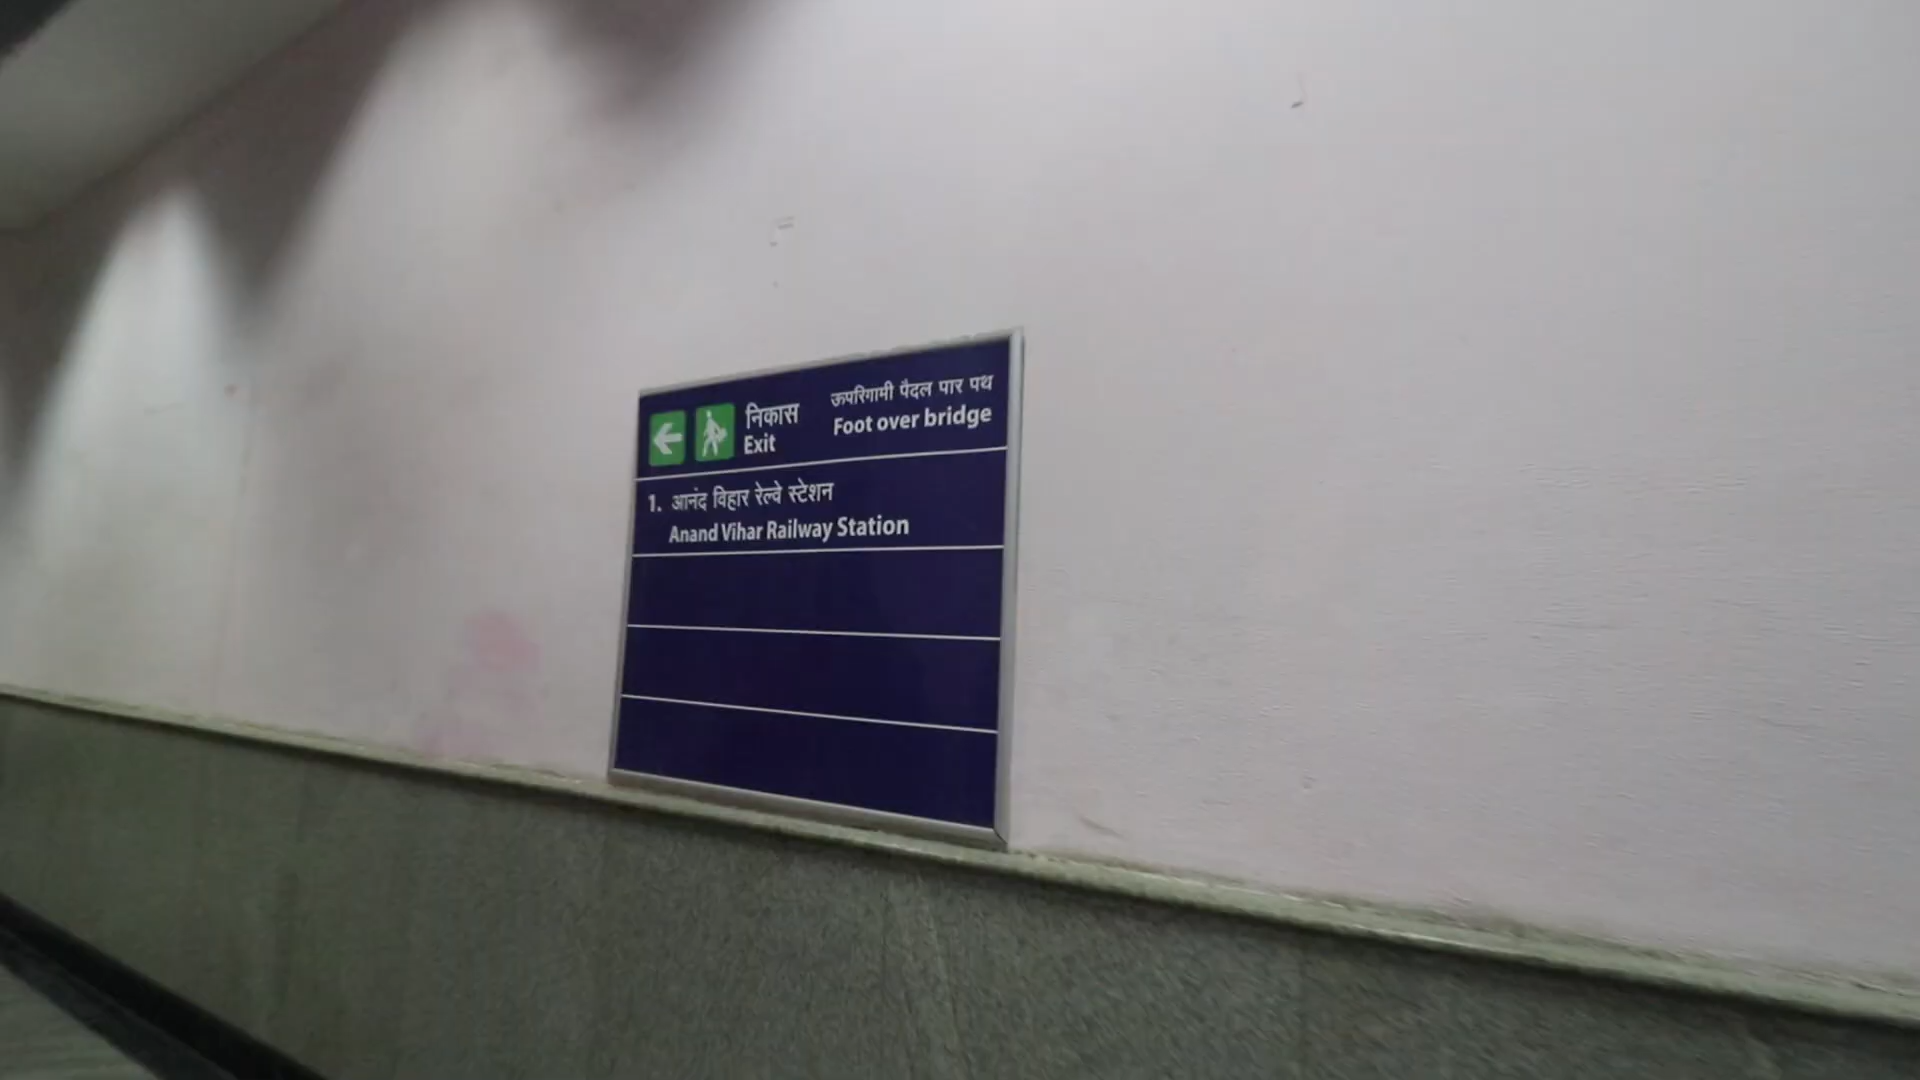 निकास
Exit
ऊपरिगामी पैदल पार पथ
Foot over bridge
1. आनंद विहार रेल्वे स्टेशन
Anand Vihar Railway Station